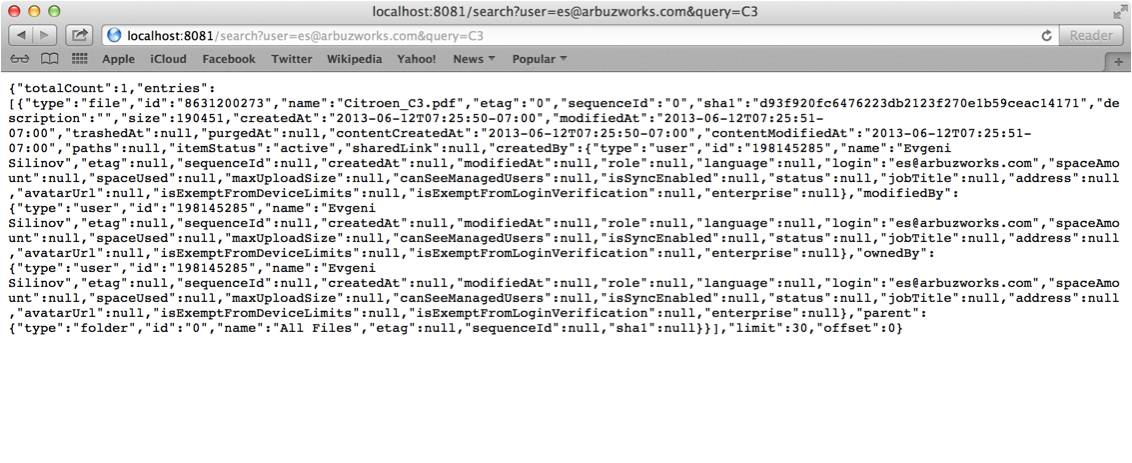 localhost:8081/search?user=es@arbuzworks.com&query=C3
localhost:8081/search?user=es@arbuzworks.com&query=C3
Reader
Apple iCloud Facebook Twitter Wikipedia Yahoo! News Popular
{"totalCount":1,"entries":
[{"type":"file","id":"8631200273","name":"Citroen_C3.pdf","etag":"0","sequenceId":"0","sha1":"d93f920fc6476223db2123f270e1b59ceac14171","de
scription":"","size":190451,"createdAt":"2013-06-12T07:25:50-07:00","modifiedAt":"2013-06-12T07:25:51-
07:00","trashedAt":null,"purgedAt":null,"contentCreatedAt":"2013-06-12T07:25:50-07:00","contentModifiedAt":"2013-06-12T07:25:51-
07:00","paths":null,"itemStatus":"active","sharedLink":null,"createdBy":{"type":"user","id":"198145285","name":"Evgeni
Silinov","etag":null,"sequenceId":null,"createdAt":null,"modifiedAt":null,"role":null,"language":null,"login":"es@arbuzworks.com","spaceAmo
unt":null,"spaceUsed":null,"maxUploadSize":null,"canSeeManagedUsers":null,"isSyncEnabled":null,"status":null,"jobTitle":null,"address":null
,"avatarUrl":null,"isExemptFromDeviceLimits":null,"isExemptFromLoginVerification":null,"enterprise":null},"modifiedBy":
{"type":"user","id":"198145285","name":"Evgeni
Silinov","etag":null,"sequenceId":null,"createdAt":null,"modifiedAt":null,"role":null,"language":null,"login":"es@arbuzworks.com","spaceAmo
unt":null,"spaceUsed":null,"maxUploadSize":null,"canSeeManagedUsers":null,"isSyncEnabled":null,"status":null,"jobTitle":null,"address":null
,"avatarUrl":null,"isExemptFromDeviceLimits":null,"isExemptFromLoginVerification":null,"enterprise":null},"ownedBy":
{"type":"user","id":"198145285","name":"Evgeni
Silinov","etag":null,"sequenceId":null,"createdAt":null,"modifiedAt":null,"role":null,"language":null,"login":"es@arbuzworks.com","spaceAmo
unt":null,"spaceUsed":null,"maxUploadSize":null,"canSeeManagedUsers":null,"isSyncEnabled":null,"status":null,"jobTitle":null,"address":null
,"avatarUrl":null,"isExemptFromDeviceLimits":null,"isExemptFromLoginVerification":null,"enterprise":null},"parent":
{"type":"folder","id":"0","name":"All Files","etag":null,"sequenceId":null,"sha1":null}}],"limit":30,"offset":0}